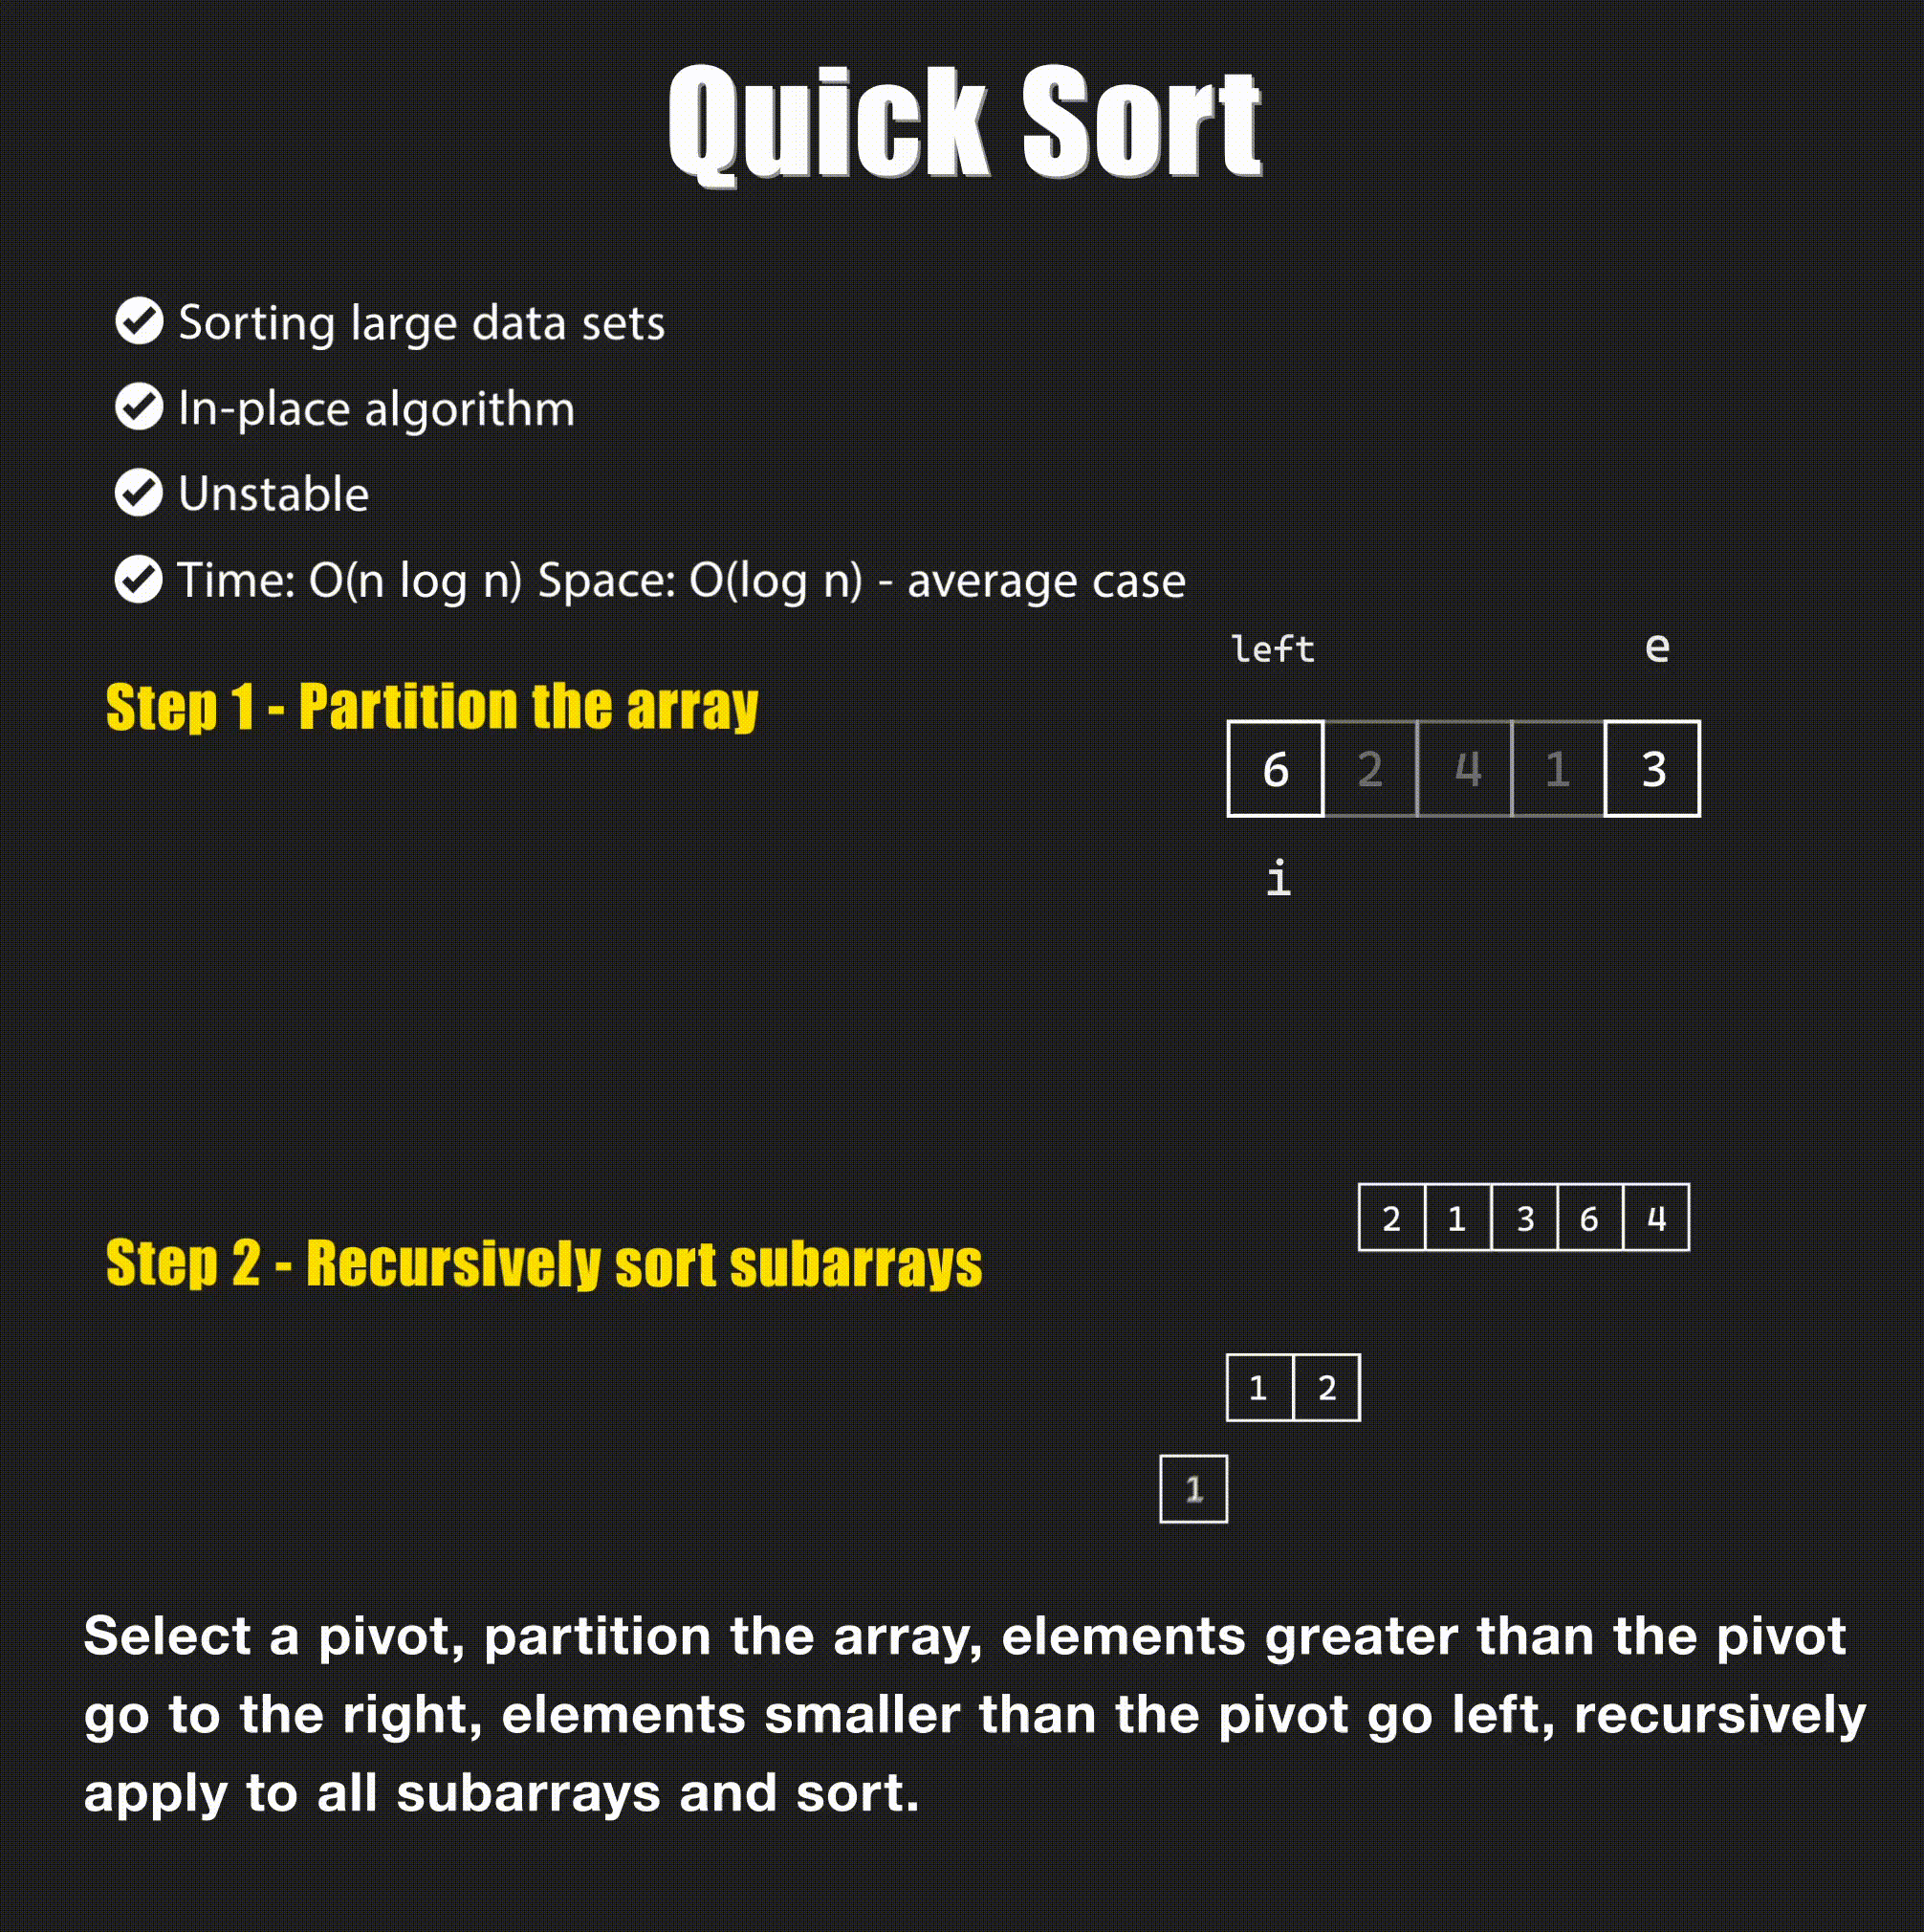 Quick Sort
Sorting large data sets
In-place algorithm
Unstable
Time: O(n log n) Space: O(log n) - average case
left e
Step 1 - Partition the array
6 2 4 1 3
i
2 1 3 6 4
Step 2 - Recursively sort subarrays
1 2
1
Select a pivot, partition the array, elements greater than the pivot
go to the right, elements smaller than the pivot go left, recursively
apply to all subarrays and sort.